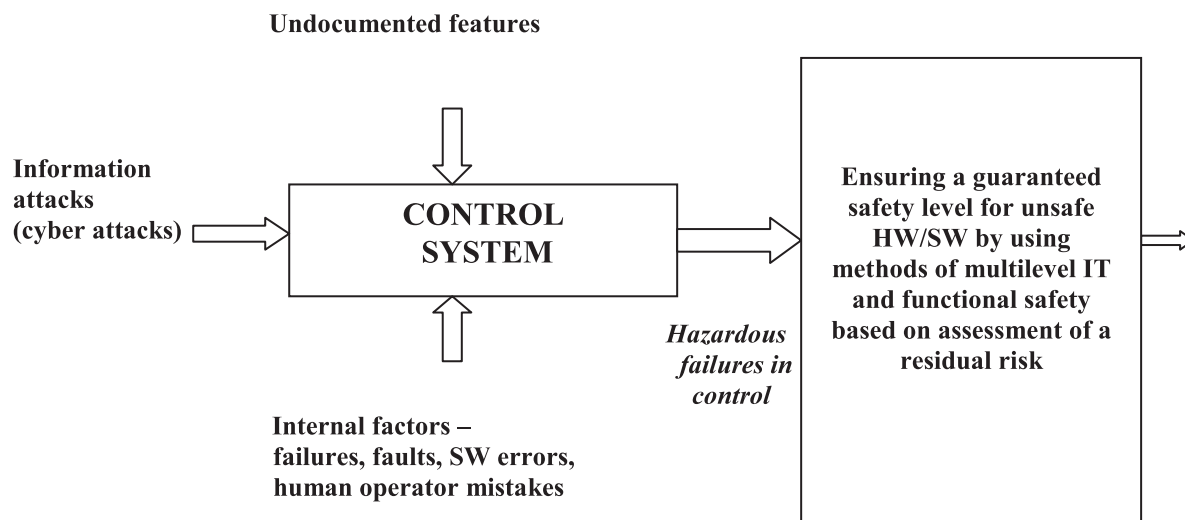 Undocumented features
Information
attacks
(cyber attacks)
CONTROL
SYSTEM
Hazardous
failures in
control
Internal factors –
failures, faults, SW errors,
human operator mistakes
Ensuring a guaranteed
safety level for unsafe
HW/SW by using
methods of multilevel IT
and functional safety
based on assessment of a
residual risk